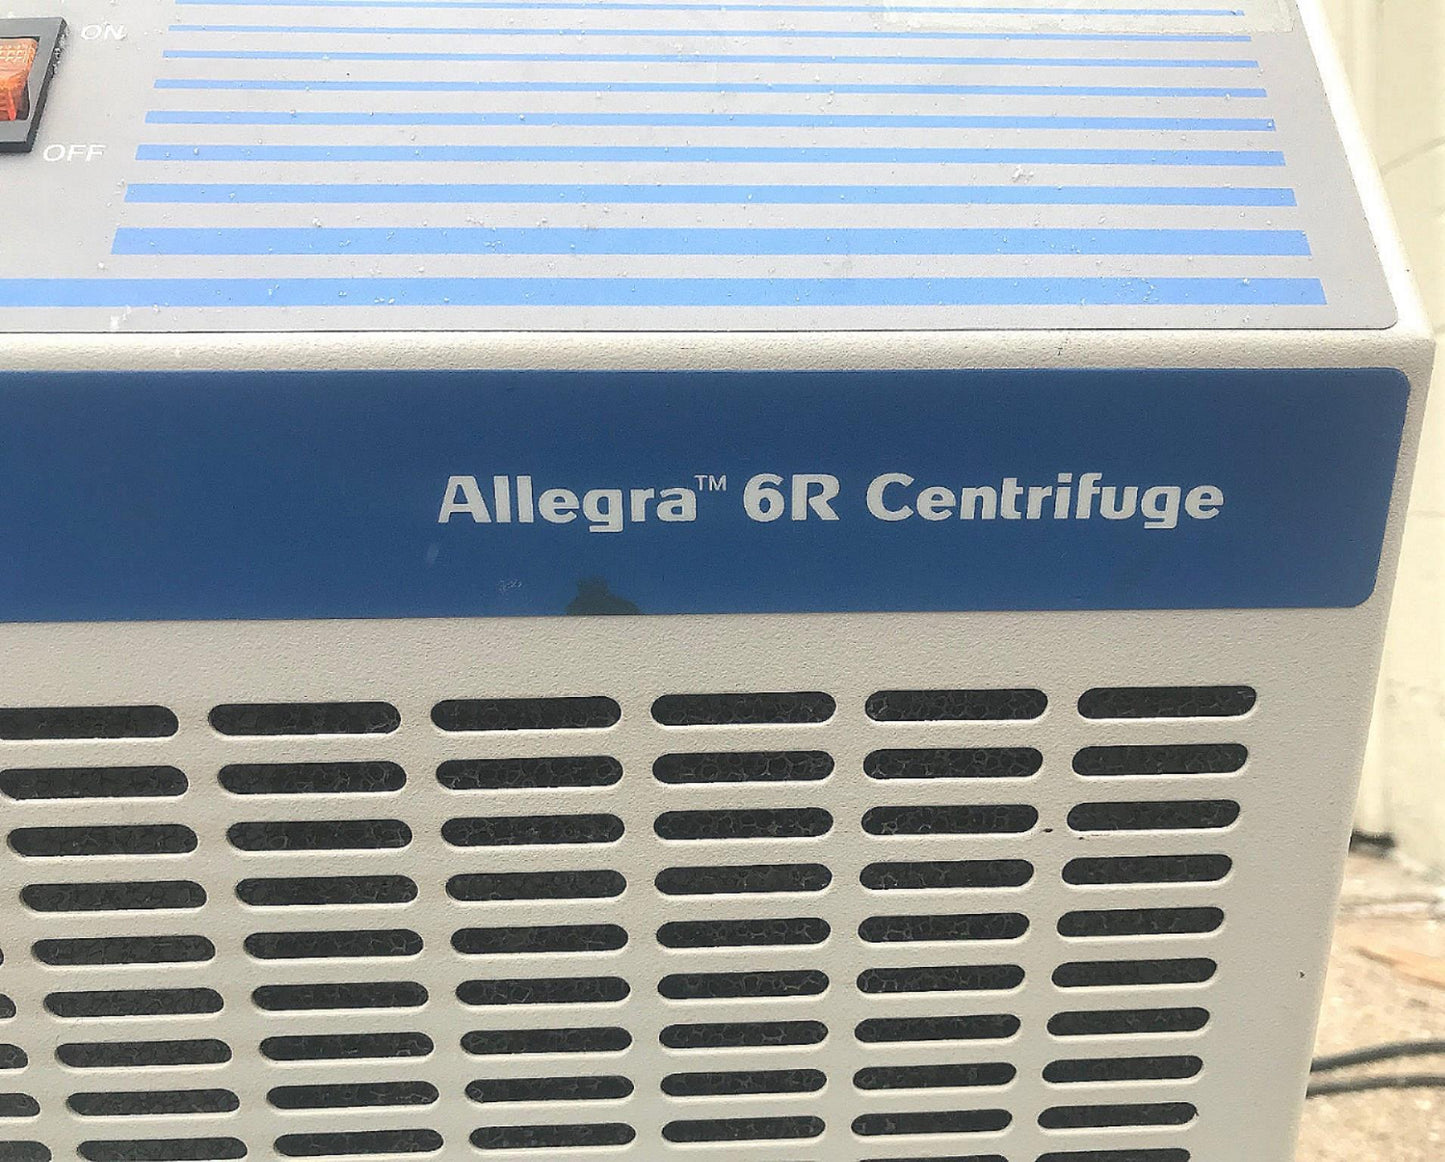 ON
OFF
Allegra™ 6R Centrifuge